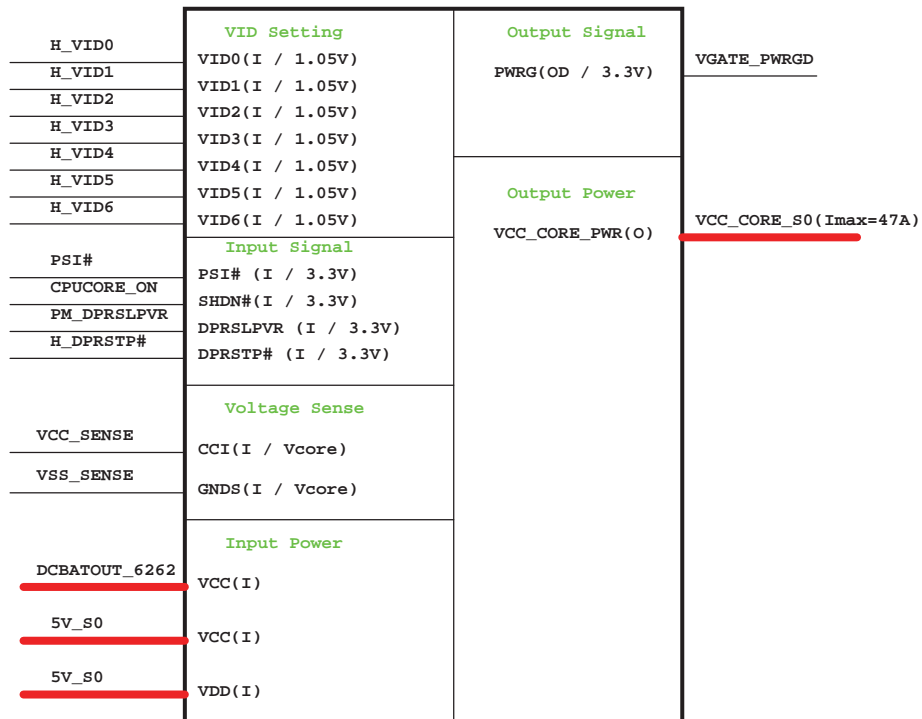 VID Setting
H_VID0
VID0(I / 1.05V)
H_VID1
VID1(I / 1.05V)
H_VID2
VID2(I / 1.05V)
H_VID3
VID3(I / 1.05V)
H_VID4
VID4(I / 1.05V)
H_VID5
VID5(I / 1.05V)
H_VID6
VID6(I / 1.05V)
Input Signal
PSI#
PSI# (I / 3.3V)
CPUCORE_ON
SHDN#(I / 3.3V)
PM_DPRSLPVR
DPRSLPVR (I / 3.3V)
H_DPRSTP#
DPRSTP# (I / 3.3V)
Voltage Sense
VCC_SENSE
CCI(I / Vcore)
VSS_SENSE
GNDS(I / Vcore)
Input Power
DCBATOUT_6262
VCC(I)
5V_S0
VCC(I)
5V_S0
VDD(I)
Output Signal
PWRG(OD / 3.3V)
VGATE_PWRGD
Output Power
VCC_CORE_PWR(O)
VCC_CORE_S0(Imax=47A)